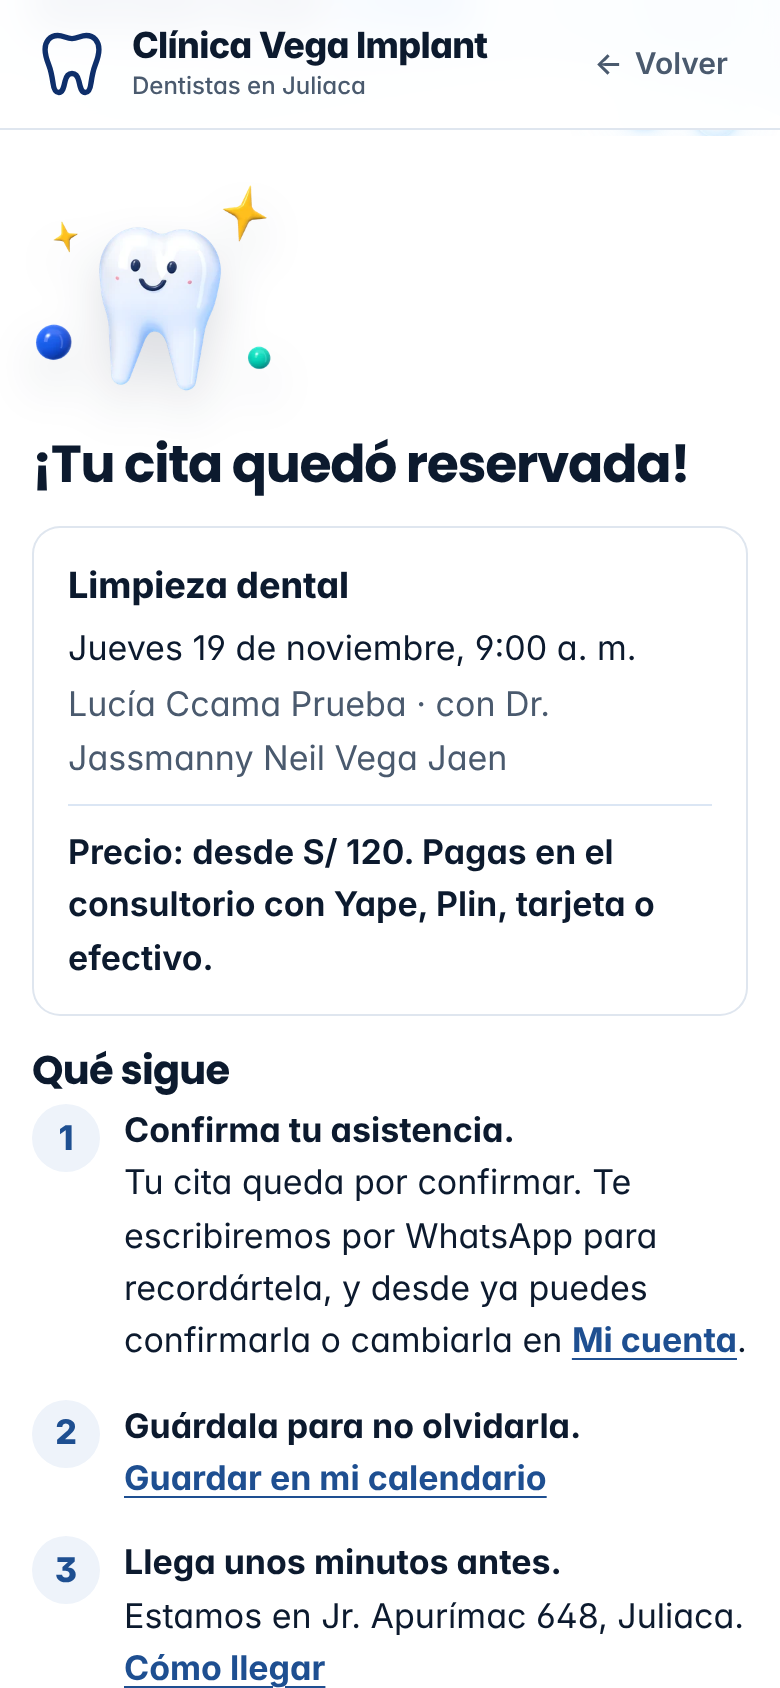 Clínica Vega Implant
Dentistas en Juliaca
← Volver
¡Tu cita quedó reservada!
Limpieza dental
Jueves 19 de noviembre, 9:00 a. m.
Lucía Ccama Prueba · con Dr.
Jassmanny Neil Vega Jaen
Precio: desde S/ 120. Pagas en el
consultorio con Yape, Plin, tarjeta o
efectivo.
Qué sigue
1
Confirma tu asistencia.
Tu cita queda por confirmar. Te
escribiremos por WhatsApp para
recordártela, y desde ya puedes
confirmarla o cambiarla en Mi cuenta.
2
Guárdala para no olvidarla.
Guardar en mi calendario
3
Llega unos minutos antes.
Estamos en Jr. Apurímac 648, Juliaca.
Cómo llegar